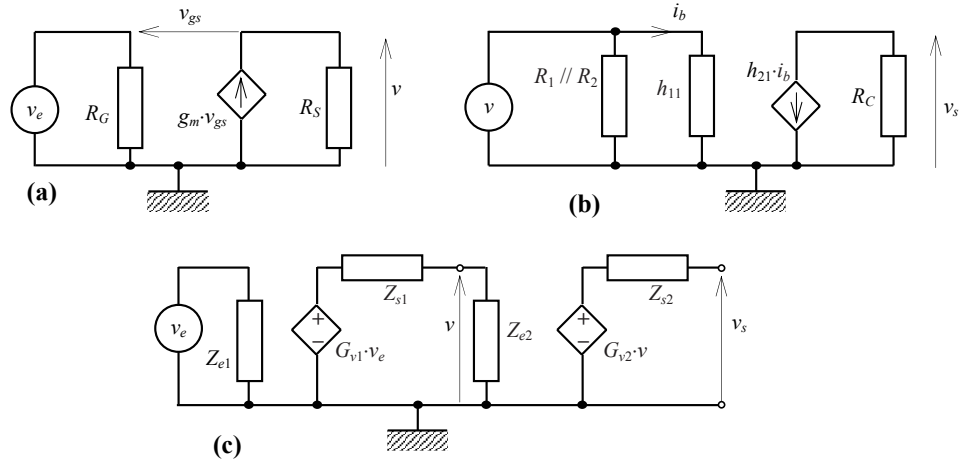 v_gs
v_e
R_G
g_m·v_gs
R_S
v
(a)
i_b
v
R_1 // R_2
h_11
h_21·i_b
R_C
v_s
(b)
v_e
Z_e1
+
−
G_v1·v_e
Z_s1
v
Z_e2
+
−
G_v2·v
Z_s2
v_s
(c)